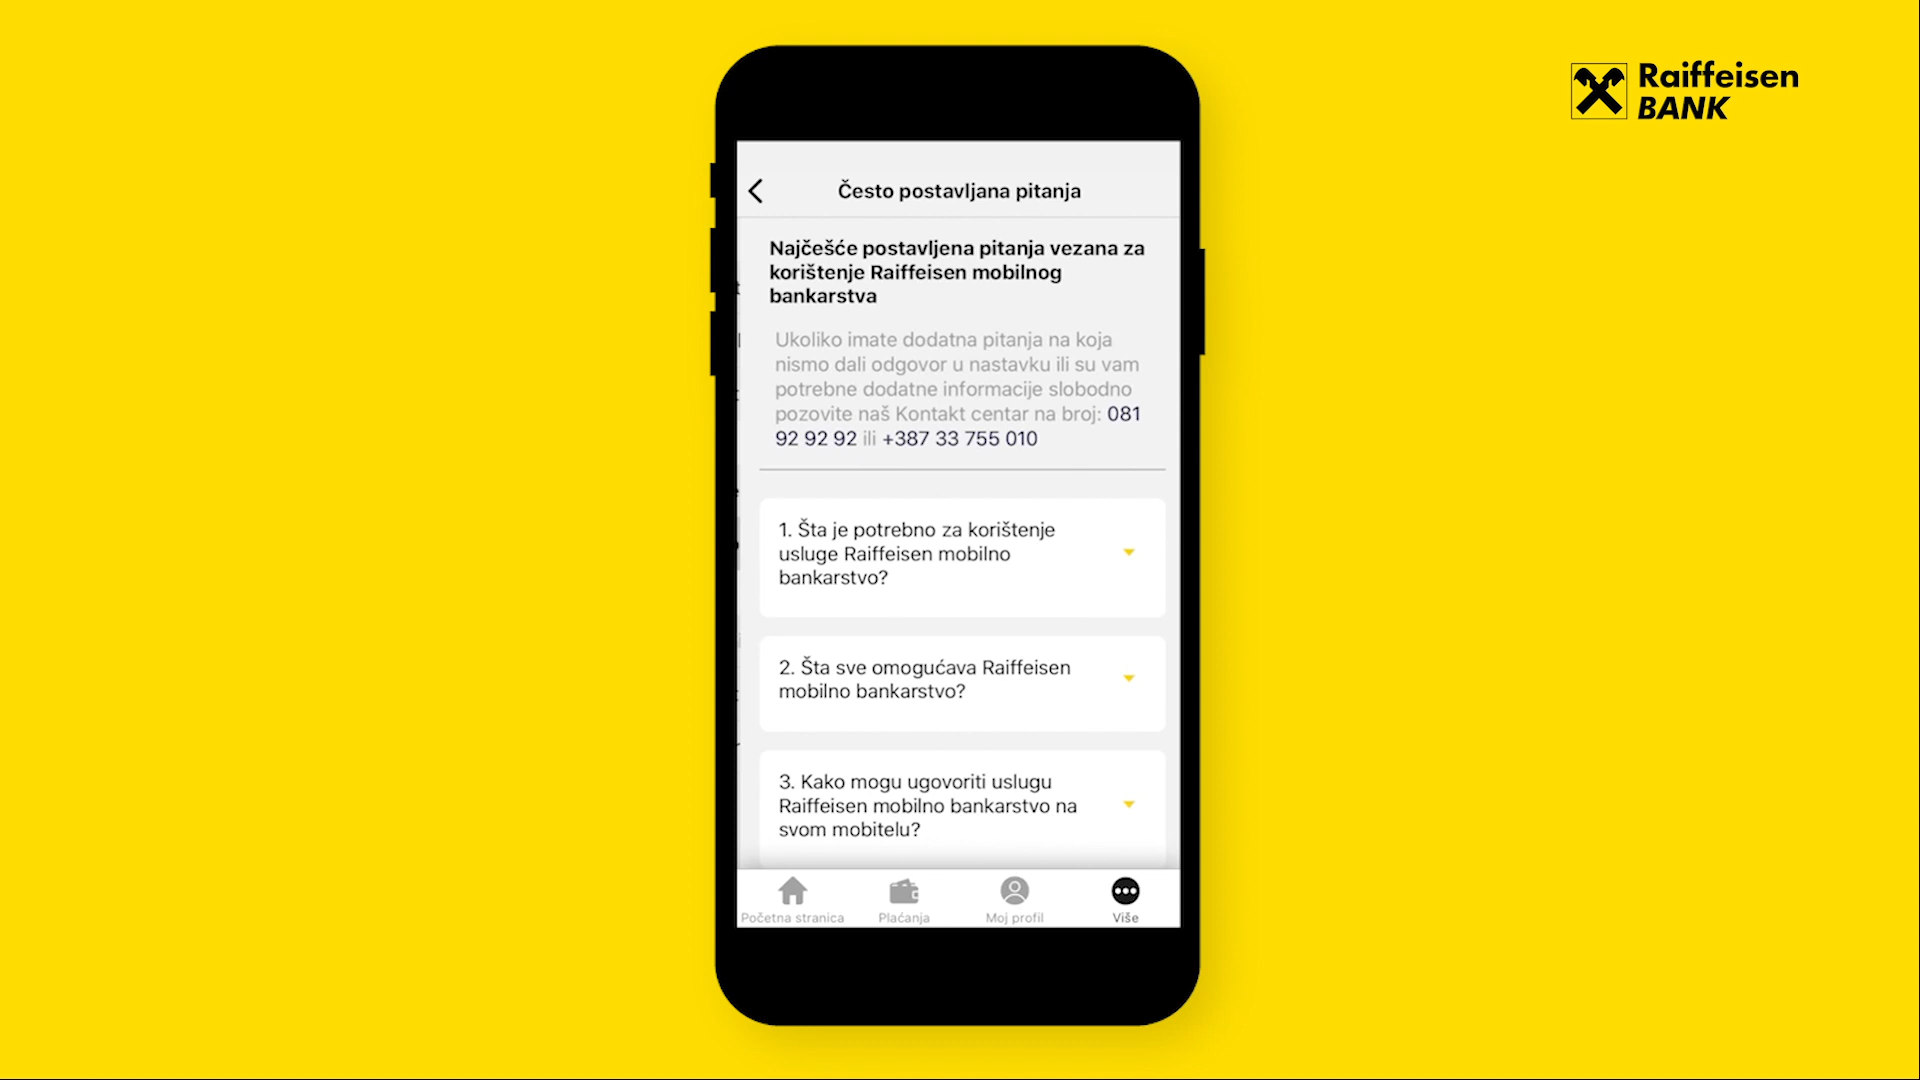 Raiffeisen
BANK
Često postavljana pitanja
Najčešće postavljena pitanja vezana za
korištenje Raiffeisen mobilnog
bankarstva
Ukoliko imate dodatna pitanja na koja
nismo dali odgovor u nastavku ili su vam
potrebne dodatne informacije slobodno
pozovite naš Kontakt centar na broj: 081
92 92 92 ili +387 33 755 010
1. Šta je potrebno za korištenje
usluge Raiffeisen mobilno
bankarstvo?
2. Šta sve omogućava Raiffeisen
mobilno bankarstvo?
3. Kako mogu ugovoriti uslugu
Raiffeisen mobilno bankarstvo na
svom mobitelu?
Početna stranica Plaćanja Moj profil Više